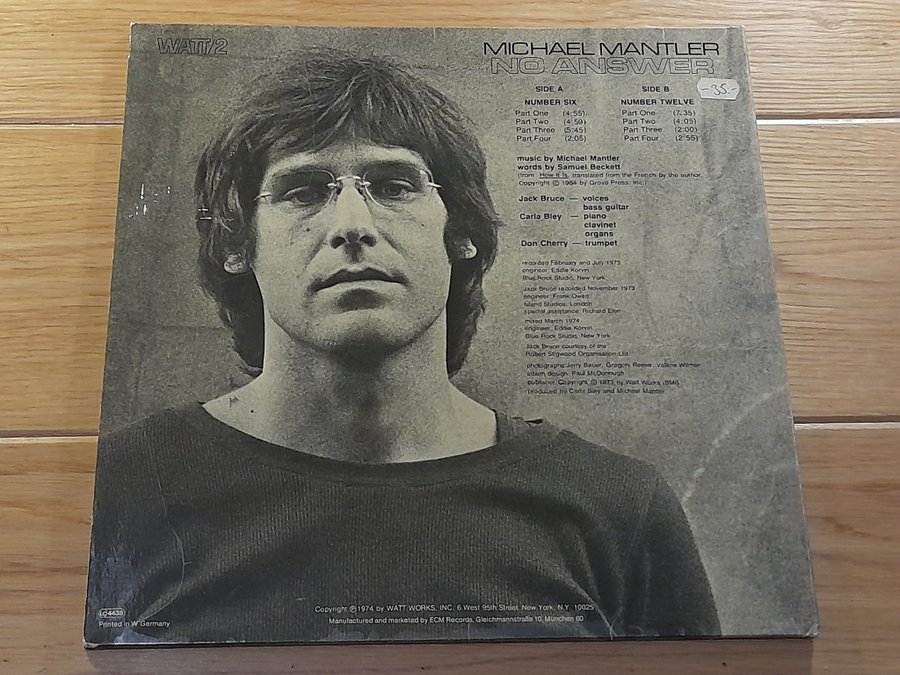 WATT/2
MICHAEL MANTLER
NO ANSWER
-35.-
SIDE A
NUMBER SIX
Part One (4:55)
Part Two (4:50)
Part Three (5:45)
Part Four (2:05)
SIDE B
NUMBER TWELVE
Part One (7:35)
Part Two (4:05)
Part Three (2:00)
Part Four (2:55)
music by Michael Mantler
words by Samuel Beckett
(from How It Is, translated from the French by the author,
Copyright © 1964 by Grove Press, Inc.)
Jack Bruce — voices
bass guitar
Carla Bley — piano
clavinet
organs
Don Cherry — trumpet
recorded February and July 1973
engineer: Eddie Korvin
Blue Rock Studio, New York
Jack Bruce recorded November 1973
engineer: Frank Owen
Island Studios, London
special assistance: Richard Elen
mixed March 1974
engineer: Eddie Korvin
Blue Rock Studio, New York
Jack Bruce courtesy of the
Robert Stigwood Organisation Ltd.
photographs: Jerry Bauer, Gregory Reeve, Valerie Wilmer
album design: Paul McDonough
publisher: Copyright © 1973 by Watt Works (BMI)
produced by Carla Bley and Michael Mantler
LC 4439
Printed in W. Germany
Copyright ℗ 1974 by WATT WORKS, INC. 6 West 95th Street, New York, N.Y. 10025
Manufactured and marketed by ECM Records, Gleichmannstraße 10, München 60